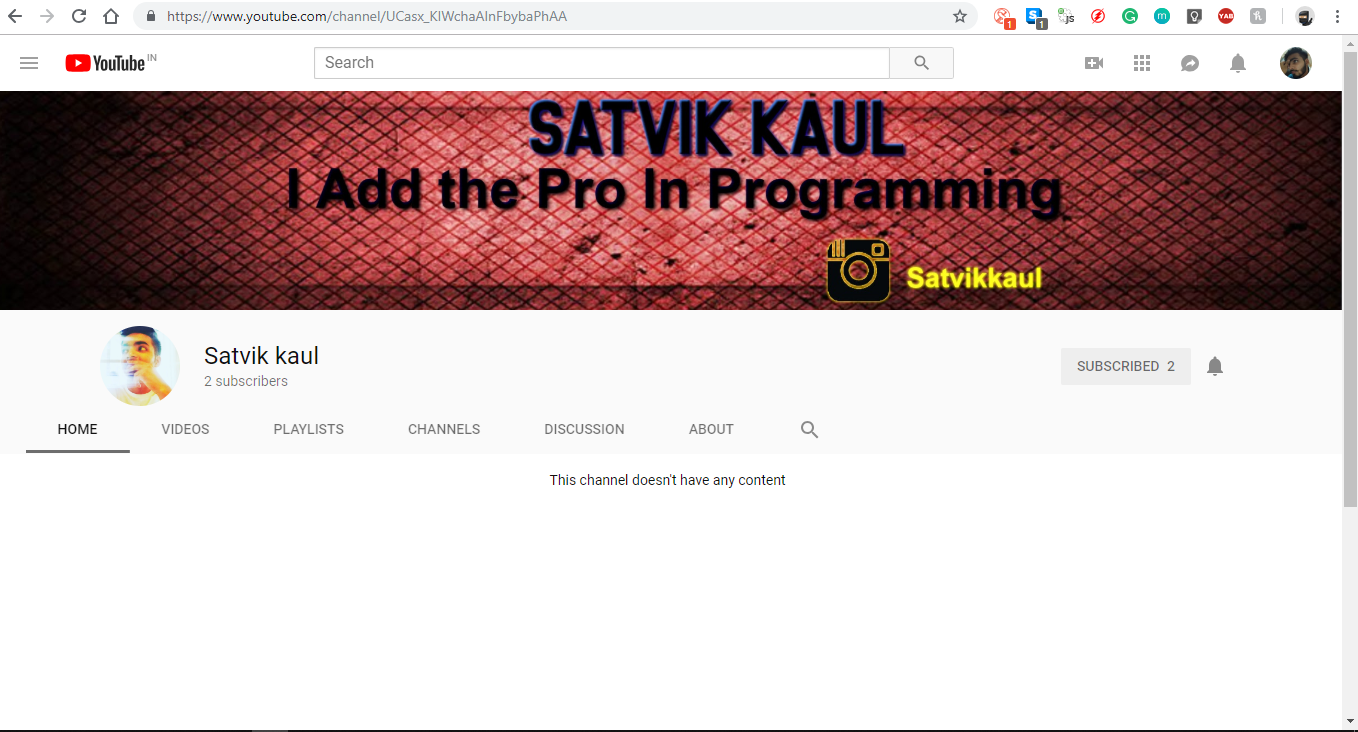 https://www.youtube.com/channel/UCasx_KlWchaAInFbybaPhAA
1
S 1
js
G
m
YAB
YouTube IN
Search
SATVIK KAUL
I Add the Pro In Programming
Satvikkaul
Satvik kaul
2 subscribers
SUBSCRIBED 2
HOME VIDEOS PLAYLISTS CHANNELS DISCUSSION ABOUT
This channel doesn't have any content